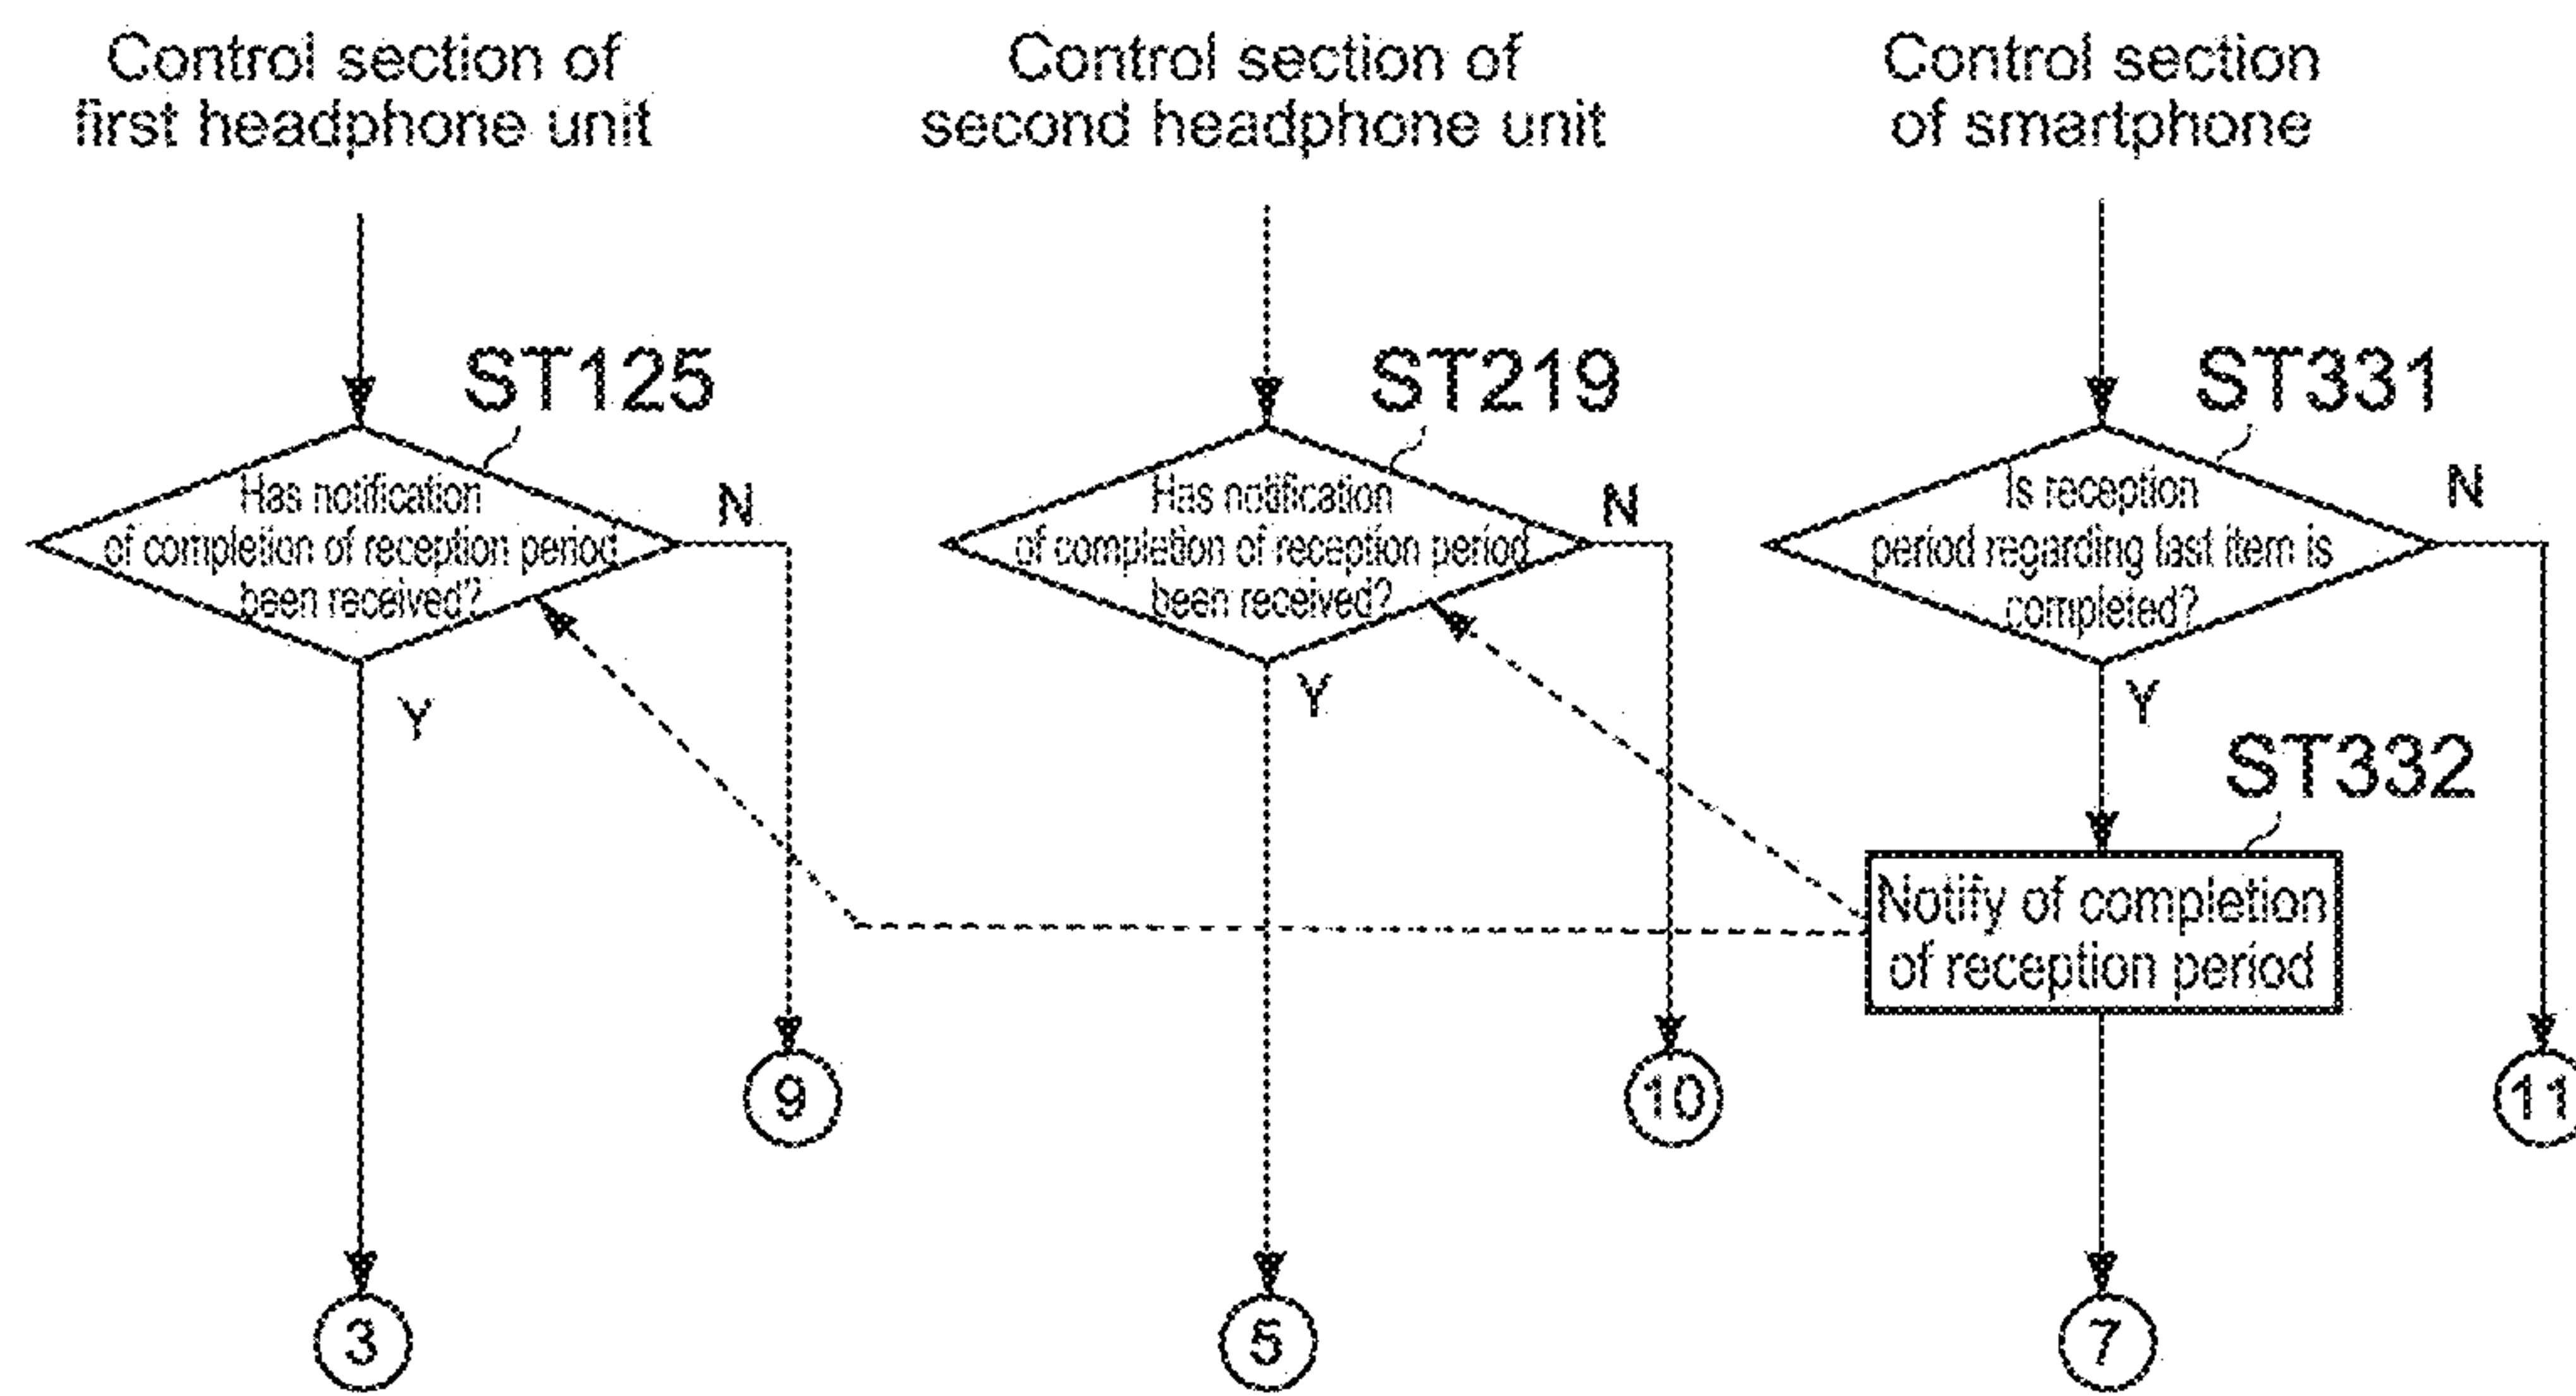 Control section of
first headphone unit
Control section of
second headphone unit
Control section
of smartphone
ST125
Has notification
of completion of reception period
been received?
N
Y
ST219
Has notification
of completion of reception period
been received?
N
Y
ST331
Is reception
period regarding last item is
completed?
N
Y
ST332
Notify of completion
of reception period
9
10
11
3
5
7